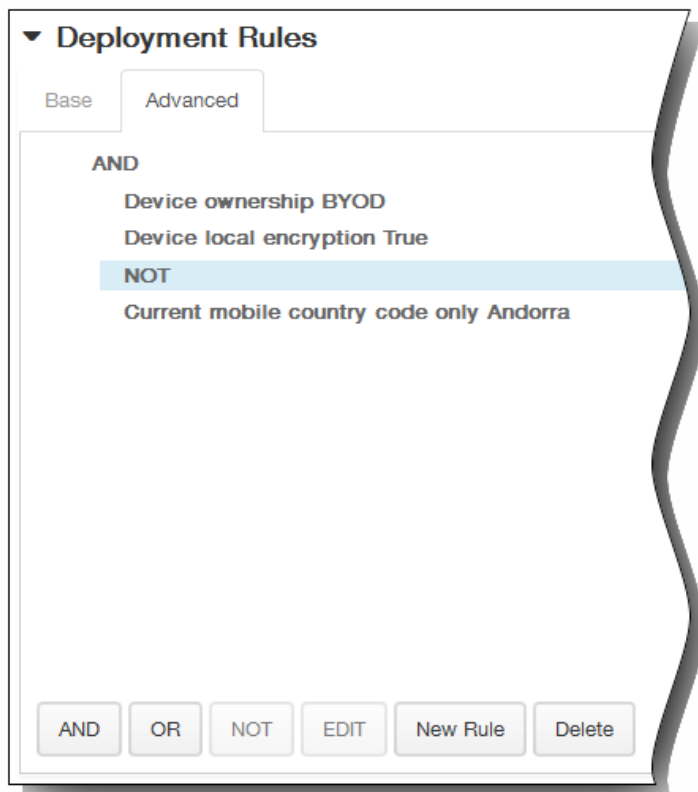 Deployment Rules
Base Advanced
AND
Device ownership BYOD
Device local encryption True
NOT
Current mobile country code only Andorra
AND OR NOT EDIT New Rule Delete